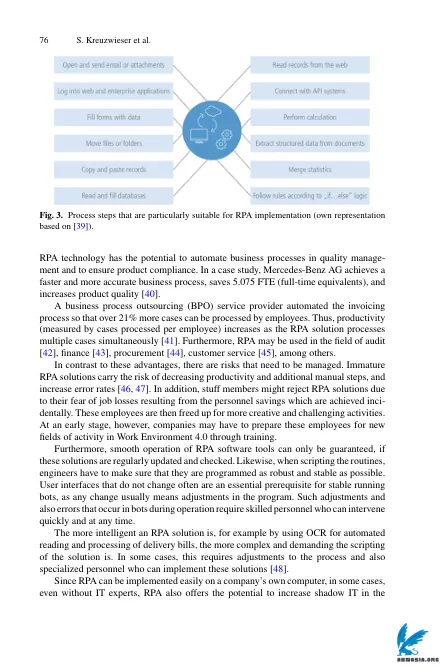 76 S. Kreuzwieser et al.
Open and send email or attachments
Read records from the web
Log into web and enterprise applications
Connect with API systems
Fill forms with data
Perform calculation
Move files or folders
Extract structured data from documents
Copy and paste records
Merge statistics
Read and fill databases
Follow rules according to „if…else" logic
Fig. 3. Process steps that are particularly suitable for RPA implementation (own representation
based on [39]).
RPA technology has the potential to automate business processes in quality manage-
ment and to ensure product compliance. In a case study, Mercedes-Benz AG achieves a
faster and more accurate business process, saves 5.075 FTE (full-time equivalents), and
increases product quality [40].
A business process outsourcing (BPO) service provider automated the invoicing
process so that over 21% more cases can be processed by employees. Thus, productivity
(measured by cases processed per employee) increases as the RPA solution processes
multiple cases simultaneously [41]. Furthermore, RPA may be used in the field of audit
[42], finance [43], procurement [44], customer service [45], among others.
In contrast to these advantages, there are risks that need to be managed. Immature
RPA solutions carry the risk of decreasing productivity and additional manual steps, and
increase error rates [46, 47]. In addition, stuff members might reject RPA solutions due
to their fear of job losses resulting from the personnel savings which are achieved inci-
dentally. These employees are then freed up for more creative and challenging activities.
At an early stage, however, companies may have to prepare these employees for new
fields of activity in Work Environment 4.0 through training.
Furthermore, smooth operation of RPA software tools can only be guaranteed, if
these solutions are regularly updated and checked. Likewise, when scripting the routines,
engineers have to make sure that they are programmed as robust and stable as possible.
User interfaces that do not change often are an essential prerequisite for stable running
bots, as any change usually means adjustments in the program. Such adjustments and
also errors that occur in bots during operation require skilled personnel who can intervene
quickly and at any time.
The more intelligent an RPA solution is, for example by using OCR for automated
reading and processing of delivery bills, the more complex and demanding the scripting
of the solution is. In some cases, this requires adjustments to the process and also
specialized personnel who can implement these solutions [48].
Since RPA can be implemented easily on a company's own computer, in some cases,
even without IT experts, RPA also offers the potential to increase shadow IT in the